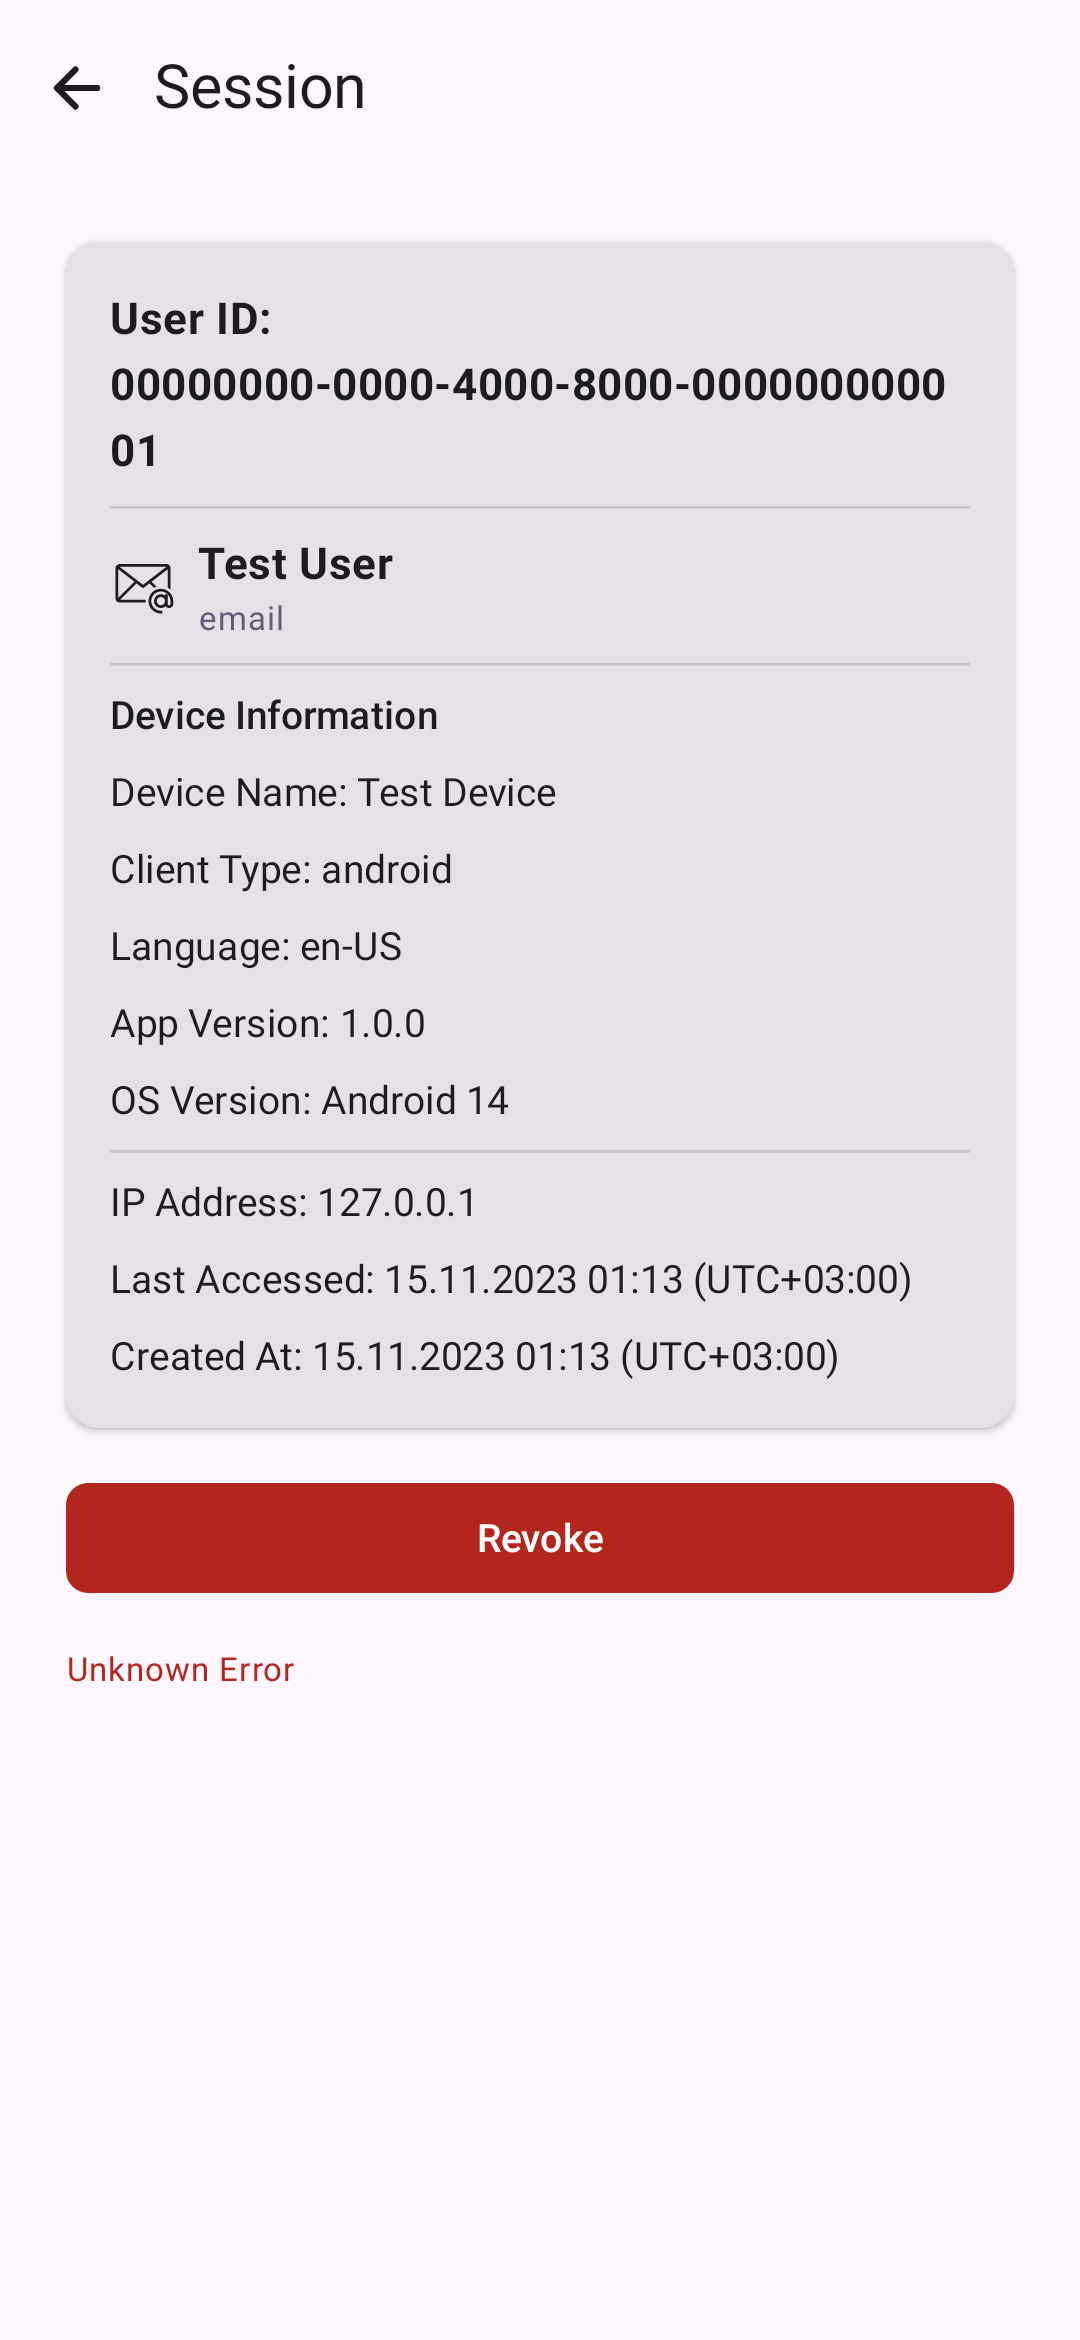 Session
User ID:
00000000-0000-4000-8000-0000000000
01
Test User
email
Device Information
Device Name: Test Device
Client Type: android
Language: en-US
App Version: 1.0.0
OS Version: Android 14
IP Address: 127.0.0.1
Last Accessed: 15.11.2023 01:13 (UTC+03:00)
Created At: 15.11.2023 01:13 (UTC+03:00)
Revoke
Unknown Error